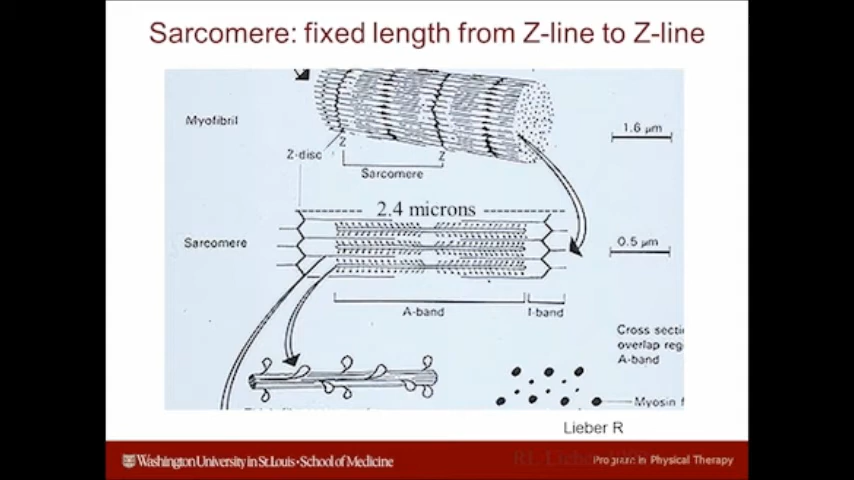 Sarcomere: fixed length from Z-line to Z-line
Myofibril
1.6 μm
Z-disc
Z
Z
Sarcomere
2.4 microns
Sarcomere
0.5 μm
A-band
I-band
Cross secti
overlap reg
A-band
Myosin f
Lieber R
Washington University in St. Louis • School of Medicine
Program in Physical Therapy